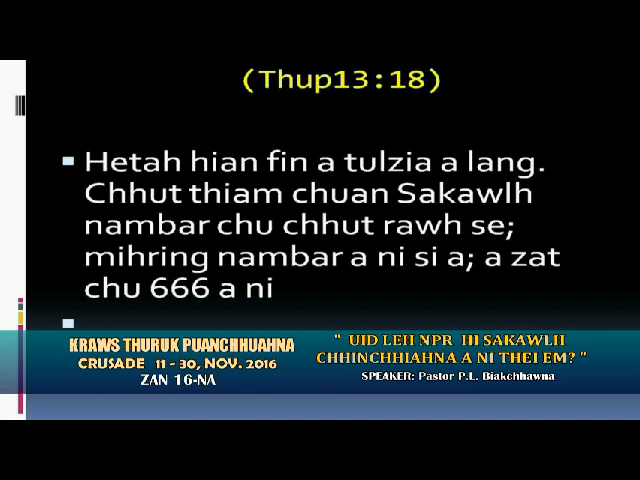 (Thup13:18)
Hetah hian fin a tulzia a lang.
Chhut thiam chuan Sakawlh
nambar chu chhut rawh se;
mihring nambar a ni si a; a zat
chu 666 a ni
KRAWS THURUK PUANCHHUAHNA
CRUSADE 11 - 30, NOV. 2016
ZAN 16-NA
" UID LEH NPR HI SAKAWLH
CHHINCHHIAHNA A NI THEI EM? "
SPEAKER: Pastor P.L. Biakchhawna